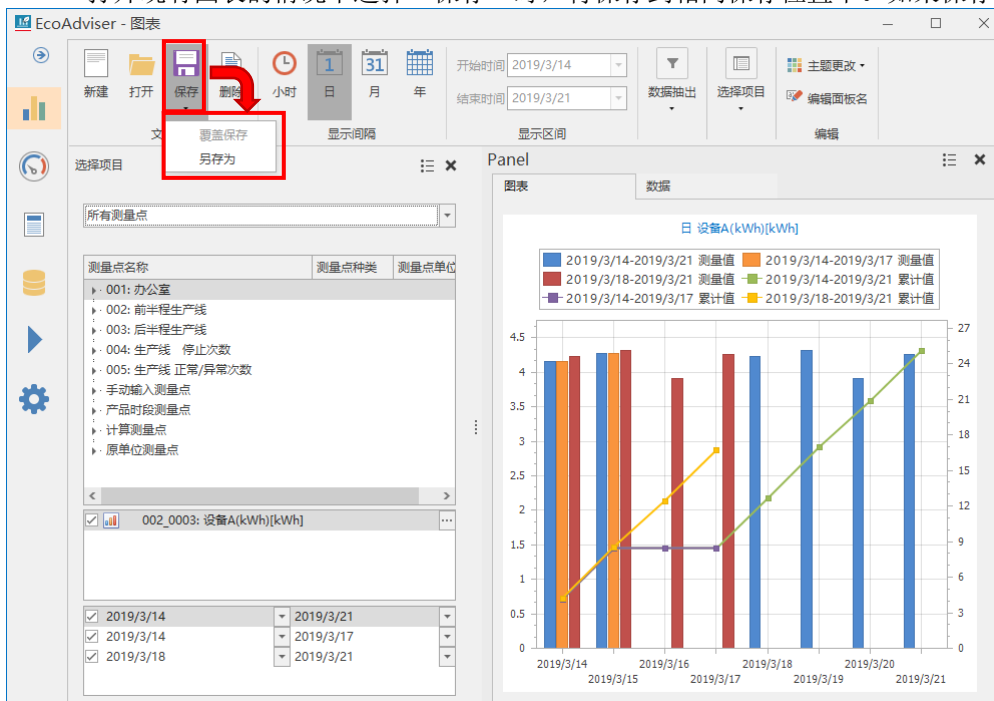 EcoAdviser - 图表
新建 打开 保存 删除 小时 日 月 年
开始时间 2019/3/14
结束时间 2019/3/21
数据抽出 选择项目
主题更改
编辑面板名
文
覆盖保存
另存为
显示间隔 显示区间 编辑
选择项目
所有测量点
测量点名称 测量点种类 测量点单位
001: 办公室
002: 前半程生产线
003: 后半程生产线
004: 生产线 停止次数
005: 生产线 正常/异常次数
手动输入测量点
产品时段测量点
计算测量点
原单位测量点
002_0003: 设备A(kWh)[kWh]
2019/3/14 2019/3/21
2019/3/14 2019/3/17
2019/3/18 2019/3/21
Panel
图表 数据
日 设备A(kWh)[kWh]
2019/3/14-2019/3/21 测量值 2019/3/14-2019/3/17 测量值
2019/3/18-2019/3/21 测量值 2019/3/14-2019/3/21 累计值
2019/3/14-2019/3/17 累计值 2019/3/18-2019/3/21 累计值
4.5 27
4 24
3.5 21
3 18
2.5 15
2 12
1.5 9
1 6
0.5 3
0 0
2019/3/14 2019/3/16 2019/3/18 2019/3/20
2019/3/15 2019/3/17 2019/3/19 2019/3/21